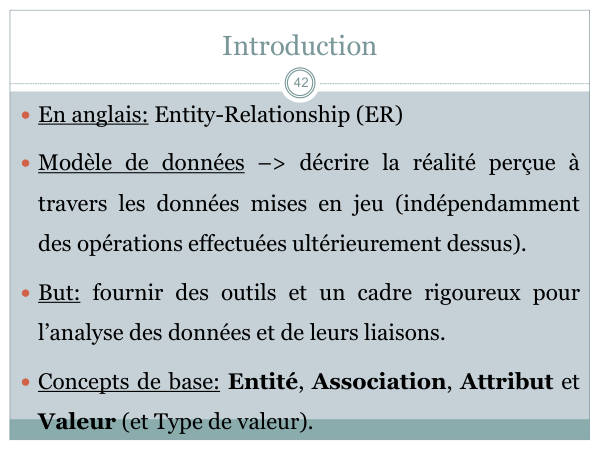 Introduction
42
• En anglais: Entity-Relationship (ER)
• Modèle de données –> décrire la réalité perçue à
travers les données mises en jeu (indépendamment
des opérations effectuées ultérieurement dessus).
• But: fournir des outils et un cadre rigoureux pour
l’analyse des données et de leurs liaisons.
• Concepts de base: Entité, Association, Attribut et
Valeur (et Type de valeur).